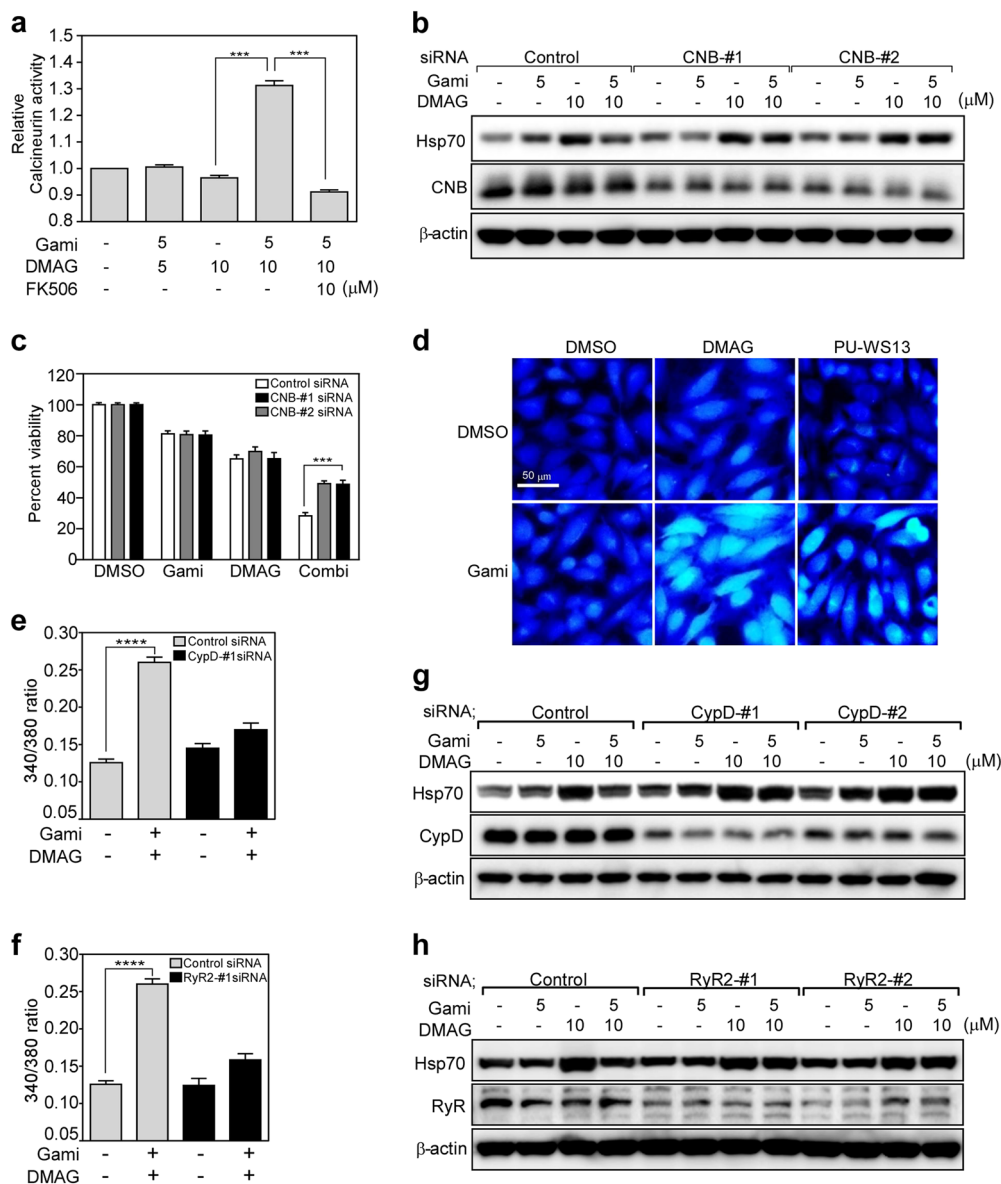 a
Relative
Calcineurin activity
1.5
1.4
1.3
1.2
1.0
0.9
0.8
*** ***
Gami - 5 - 5 5
DMAG - 5 10 10 10
FK506 - - - - 10 (μM)
b
siRNA Control CNB-#1 CNB-#2
Gami - 5 - 5 - 5 - 5 - 5 - 5
DMAG - - 10 10 - - 10 10 - - 10 10 (μM)
Hsp70
CNB
β-actin
c
Percent viability
120
100
80
60
40
20
0
Control siRNA
CNB-#1 siRNA
CNB-#2 siRNA
***
DMSO Gami DMAG Combi
d
DMSO DMAG PU-WS13
DMSO
50 μm
Gami
e
340/380 ratio
0.30
0.25
0.20
0.15
0.10
0.05
****
Control siRNA
CypD-#1siRNA
Gami - + - +
DMAG - + - +
g
siRNA; Control CypD-#1 CypD-#2
Gami - 5 - 5 - 5 - 5 - 5 - 5
DMAG - - 10 10 - - 10 10 - - 10 10 (μM)
Hsp70
CypD
β-actin
f
340/380 ratio
0.30
0.25
0.20
0.15
0.10
0.05
****
Control siRNA
RyR2-#1siRNA
Gami - + - +
DMAG - + - +
h
siRNA; Control RyR2-#1 RyR2-#2
Gami - 5 - 5 - 5 - 5 - 5 - 5
DMAG - - 10 10 - - 10 10 - - 10 10 (μM)
Hsp70
RyR
β-actin